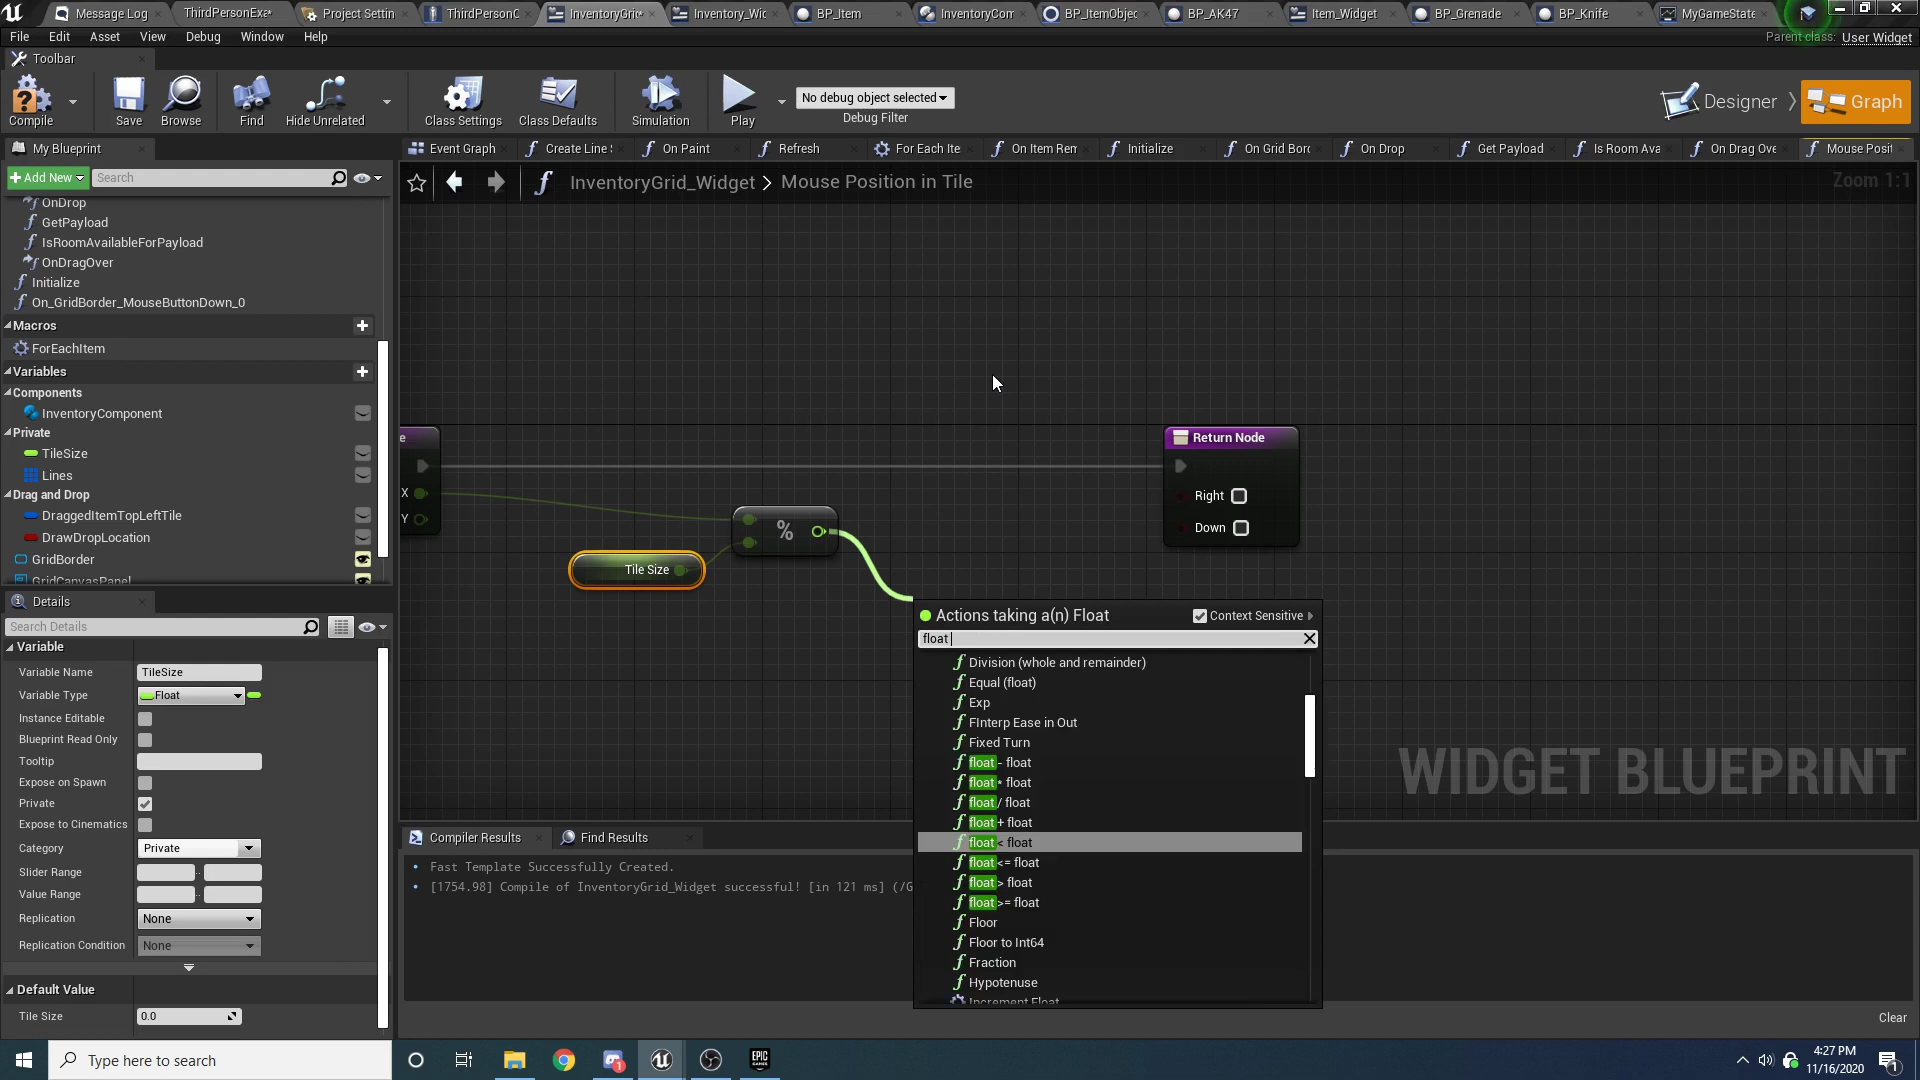 Message Log
ThirdPersonExe*
Project Settin
ThirdPersonC
InventoryGri*
Inventory_Wic
BP_Item
InventoryCom
BP_ItemObjec
BP_AK47
Item_Widget
BP_Grenade
BP_Knife
MyGameState
File Edit Asset View Debug Window Help
Parent class: User Widget
Toolbar
Compile
Save
Browse
Find
Hide Unrelated
Class Settings
Class Defaults
Simulation
Play
No debug object selected
Debug Filter
Designer
Graph
My Blueprint
Event Graph
Create Line
On Paint
Refresh
For Each Ite
On Item Rem
Initialize
On Grid Bord
On Drop
Get Payload
Is Room Ava
On Drag Ove
Mouse Posit
Add New
Search
InventoryGrid_Widget > Mouse Position in Tile
Zoom 1:1
OnDrop
GetPayload
IsRoomAvailableForPayload
OnDragOver
Initialize
On_GridBorder_MouseButtonDown_0
Macros
ForEachItem
Variables
Components
InventoryComponent
Private
TileSize
Lines
Drag and Drop
DraggedItemTopLeftTile
DrawDropLocation
GridBorder
GridCanvasPanel
e
X
Y
%
Tile Size
Return Node
Right
Down
Actions taking a(n) Float
Context Sensitive
float
Division (whole and remainder)
Equal (float)
Exp
FInterp Ease in Out
Fixed Turn
float - float
float * float
float / float
float + float
float < float
float <= float
float > float
float >= float
Floor
Floor to Int64
Fraction
Hypotenuse
Increment Float
WIDGET BLUEPRINT
Details
Search Details
Variable
Variable Name TileSize
Variable Type Float
Instance Editable
Blueprint Read Only
Tooltip
Expose on Spawn
Private
Expose to Cinematics
Category Private
Slider Range
Value Range
Replication None
Replication Condition None
Default Value
Tile Size 0.0
Compiler Results
Find Results
Fast Template Successfully Created.
[1754.98] Compile of InventoryGrid_Widget successful! [in 121 ms] (/G
Clear
Type here to search
EPIC GAMES
4:27 PM
11/16/2020